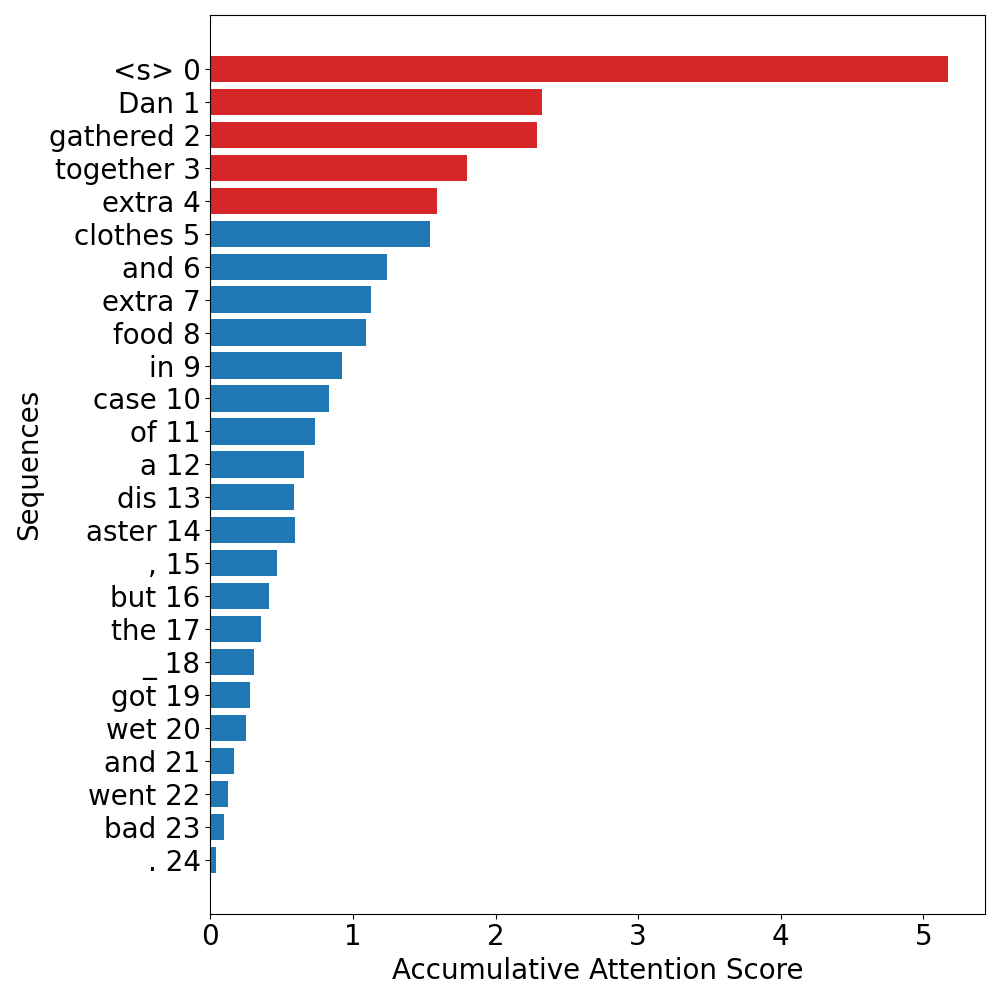 <s> 0
Dan 1
gathered 2
together 3
extra 4
clothes 5
and 6
extra 7
food 8
in 9
case 10
of 11
a 12
dis 13
aster 14
, 15
but 16
the 17
_ 18
got 19
wet 20
and 21
went 22
bad 23
. 24
Sequences
0 1 2 3 4 5
Accumulative Attention Score